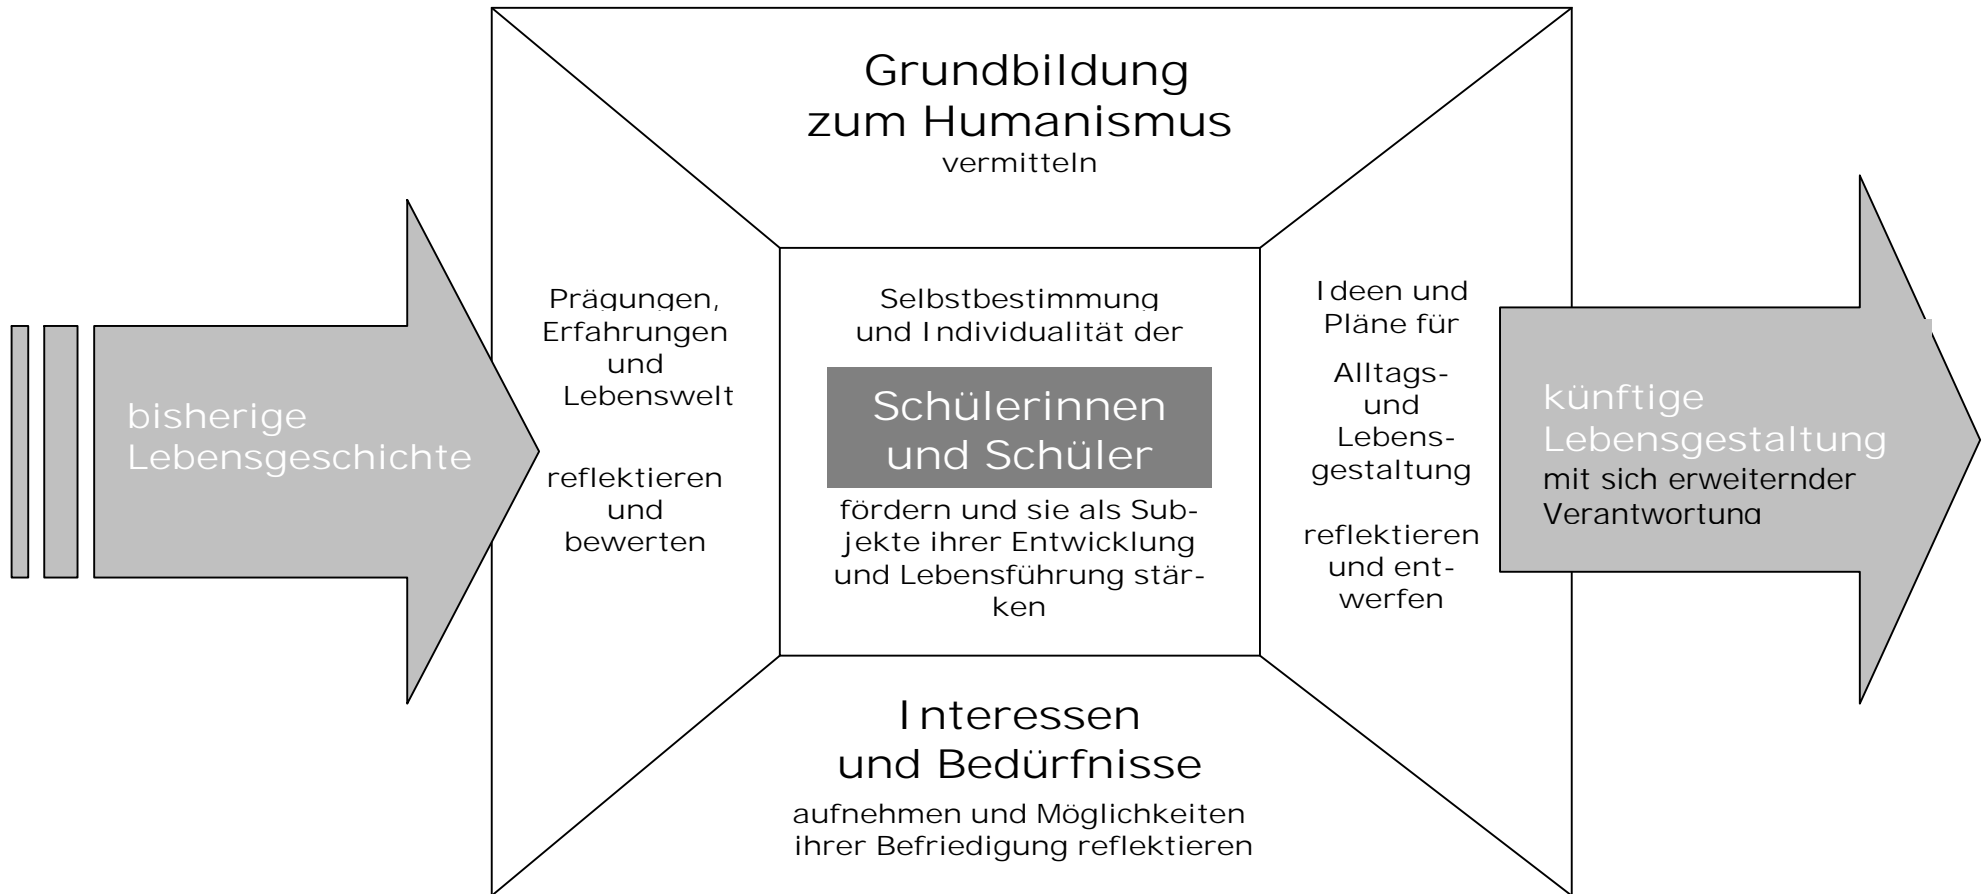 Grundbildung
zum Humanismus
vermitteln
bisherige
Lebensgeschichte
Prägungen,
Erfahrungen
und
Lebenswelt
reflektieren
und
bewerten
Selbstbestimmung
und Individualität der
Schülerinnen
und Schüler
fördern und sie als Sub-
jekte ihrer Entwicklung
und Lebensführung stär-
ken
Ideen und
Pläne für
Alltags-
und
Lebens-
gestaltung
reflektieren
und ent-
werfen
künftige
Lebensgestaltung
mit sich erweiternder
Verantwortung
Interessen
und Bedürfnisse
aufnehmen und Möglichkeiten
ihrer Befriedigung reflektieren